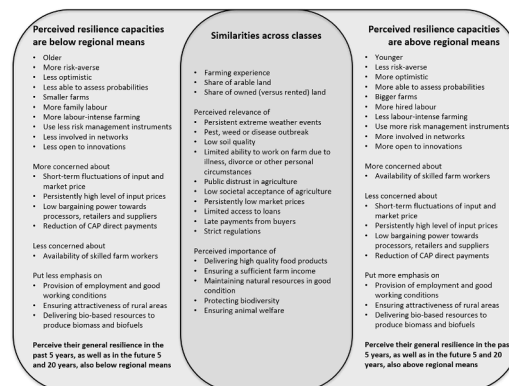 Perceived resilience capacities
are below regional means
• Older
• More risk-averse
• Less optimistic
• Less able to assess probabilities
• Smaller farms
• More family labour
• More labour-intense farming
• Use less risk management instruments
• Less involved in networks
• Less open to innovations
More concerned about
• Short-term fluctuations of input and
market price
• Persistently high level of input prices
• Low bargaining power towards
processors, retailers and suppliers
• Reduction of CAP direct payments
Less concerned about
• Availability of skilled farm workers
Put less emphasis on
• Provision of employment and good
working conditions
• Ensuring attractiveness of rural areas
• Delivering bio-based resources to
produce biomass and biofuels
Perceive their general resilience in the
past 5 years, as well as in the future 5
and 20 years, also below regional means
Similarities across classes
• Farming experience
• Share of arable land
• Share of owned (versus rented) land
Perceived relevance of
• Persistent extreme weather events
• Pest, weed or disease outbreak
• Low soil quality
• Limited ability to work on farm due to
illness, divorce or other personal
circumstances
• Public distrust in agriculture
• Low societal acceptance of agriculture
• Persistently low market prices
• Limited access to loans
• Late payments from buyers
• Strict regulations
Perceived importance of
• Delivering high quality food products
• Ensuring a sufficient farm income
• Maintaining natural resources in good
condition
• Protecting biodiversity
• Ensuring animal welfare
Perceived resilience capacities
are above regional means
• Younger
• Less risk-averse
• More optimistic
• More able to assess probabilities
• Bigger farms
• More hired labour
• Less labour-intense farming
• Use more risk management instruments
• More involved in networks
• More open to innovations
More concerned about
• Availability of skilled farm workers
Less concerned about
• Short-term fluctuations of input and
market price
• Persistently high level of input prices
• Low bargaining power towards
processors, retailers and suppliers
• Reduction of CAP direct payments
Put more emphasis on
• Provision of employment and good
working conditions
• Ensuring attractiveness of rural areas
• Delivering bio-based resources to
produce biomass and biofuels
Perceive their general resilience in the past
5 years, as well as in the future 5 and 20
years, also above regional means